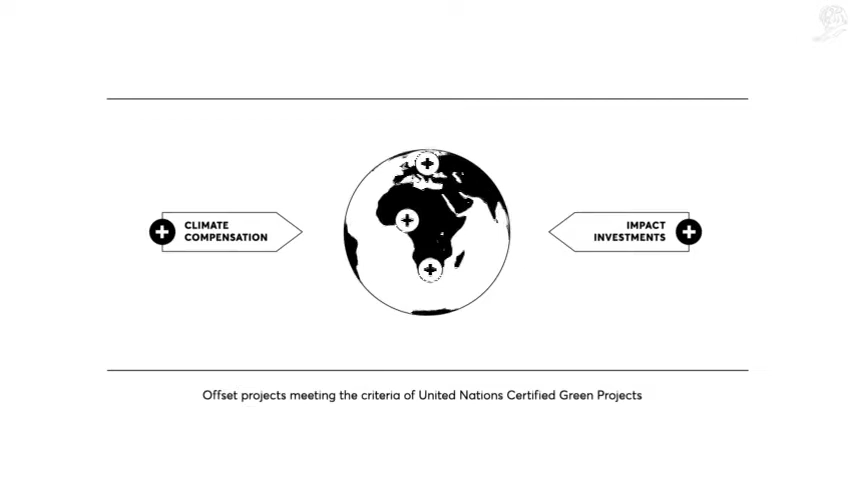 CLIMATE
COMPENSATION
IMPACT
INVESTMENTS
Offset projects meeting the criteria of United Nations Certified Green Projects